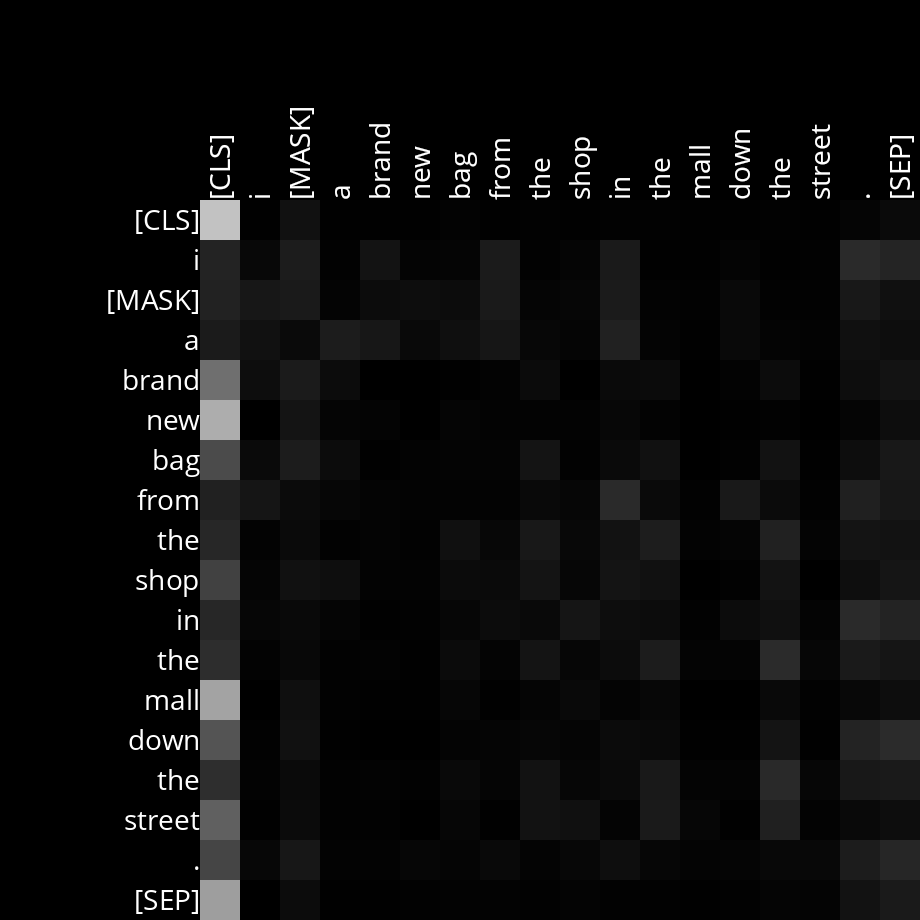 [CLS] i [MASK] a brand new bag from the shop in the mall down the street . [SEP]
[CLS]
i
[MASK]
a
brand
new
bag
from
the
shop
in
the
mall
down
the
street
.
[SEP]